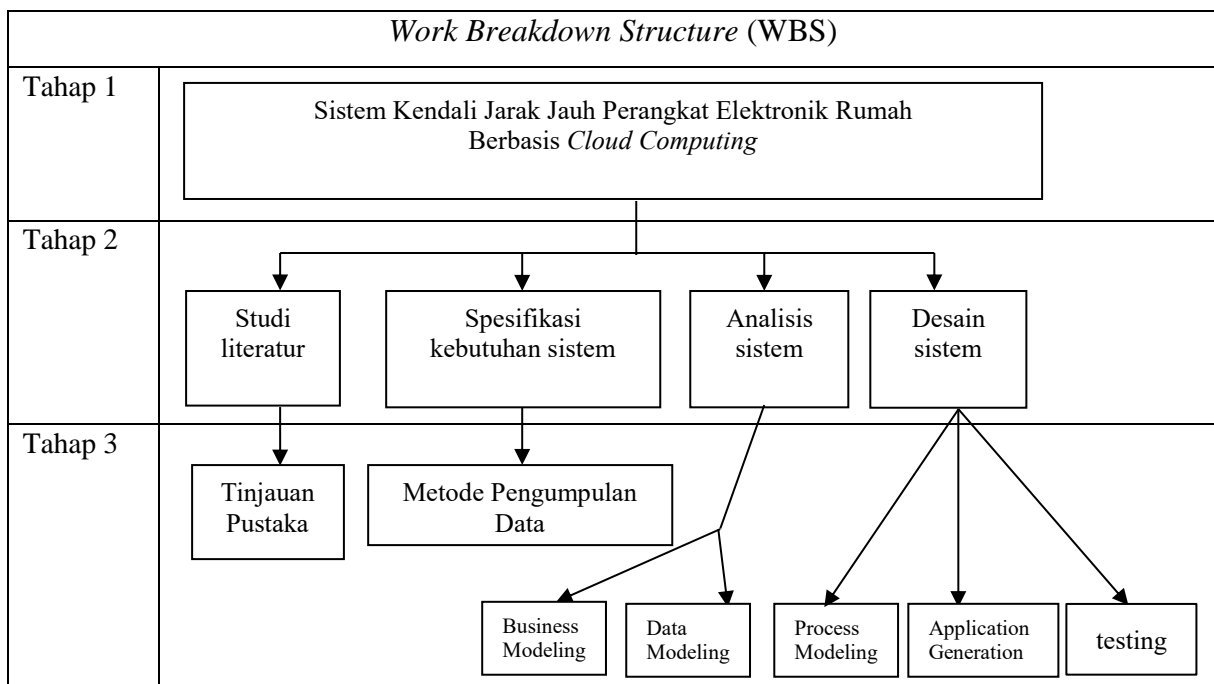 Work Breakdown Structure (WBS)
Tahap 1
Sistem Kendali Jarak Jauh Perangkat Elektronik Rumah
Berbasis Cloud Computing
Tahap 2
Studi
literatur
Spesifikasi
kebutuhan sistem
Analisis
sistem
Desain
sistem
Tahap 3
Tinjauan
Pustaka
Metode Pengumpulan
Data
Business
Modeling
Data
Modeling
Process
Modeling
Application
Generation
testing